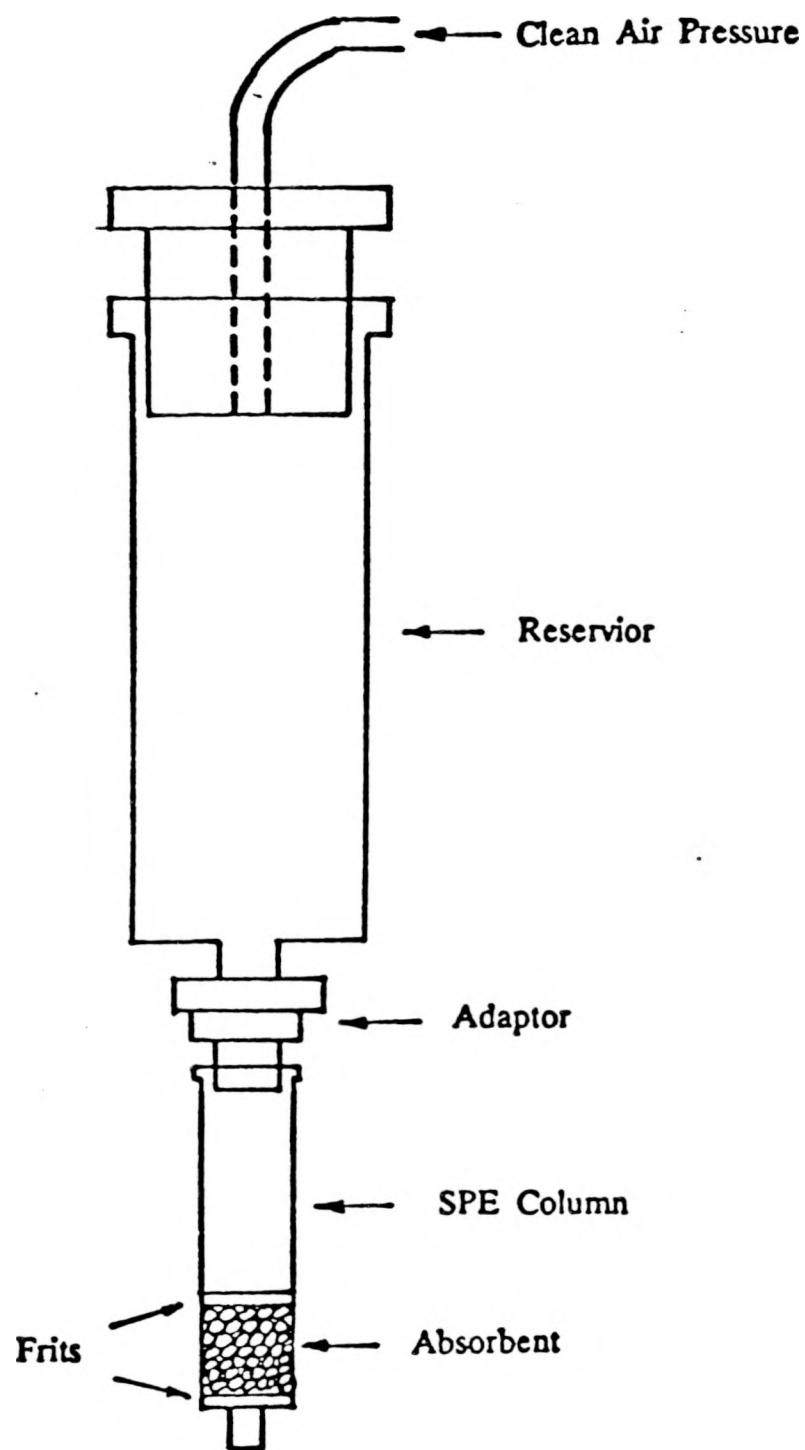 Clean Air Pressure
Reservior
Adaptor
SPE Column
Absorbent
Frits